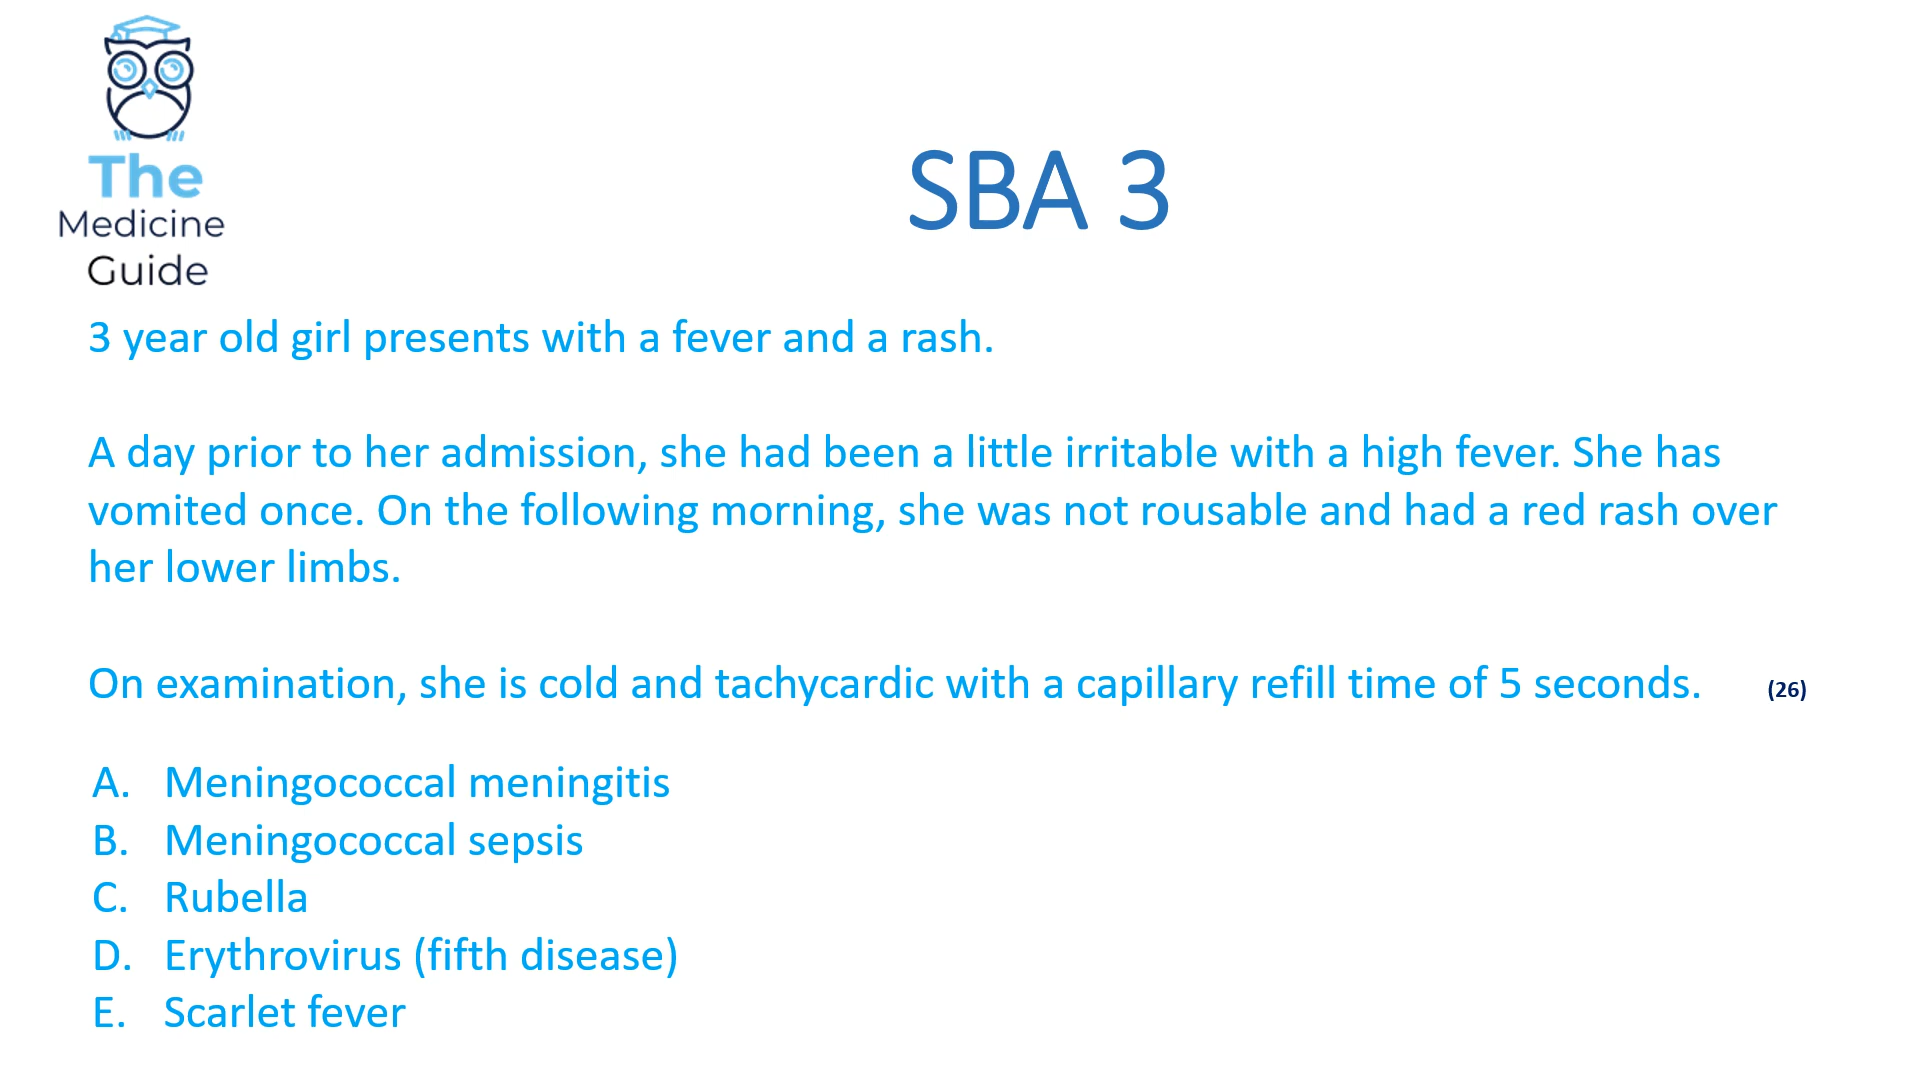 The
Medicine
Guide
SBA 3
3 year old girl presents with a fever and a rash.
A day prior to her admission, she had been a little irritable with a high fever. She has
vomited once. On the following morning, she was not rousable and had a red rash over
her lower limbs.
On examination, she is cold and tachycardic with a capillary refill time of 5 seconds. (26)
A. Meningococcal meningitis
B. Meningococcal sepsis
C. Rubella
D. Erythrovirus (fifth disease)
E. Scarlet fever